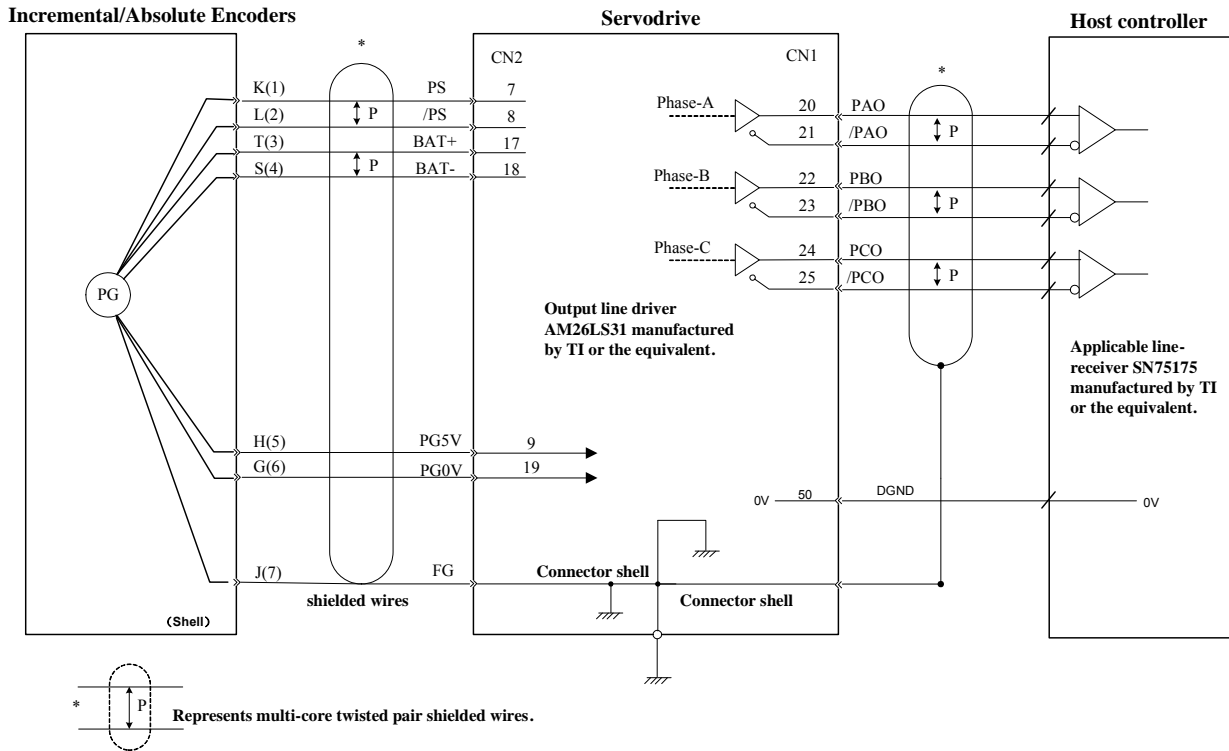 Incremental/Absolute Encoders
Servodrive
Host controller
*
CN2
CN1
*
K(1) PS 7
L(2) P /PS 8
T(3) BAT+ 17
S(4) P BAT- 18
PG
Phase-A 20 PAO
21 /PAO P
Phase-B 22 PBO
23 /PBO P
Phase-C 24 PCO
25 /PCO P
Output line driver
AM26LS31 manufactured
by TI or the equivalent.
Applicable line-
receiver SN75175
manufactured by TI
or the equivalent.
H(5) PG5V 9
G(6) PG0V 19
0V 50 DGND 0V
J(7) FG Connector shell
shielded wires Connector shell
(Shell)
* P
Represents multi-core twisted pair shielded wires.